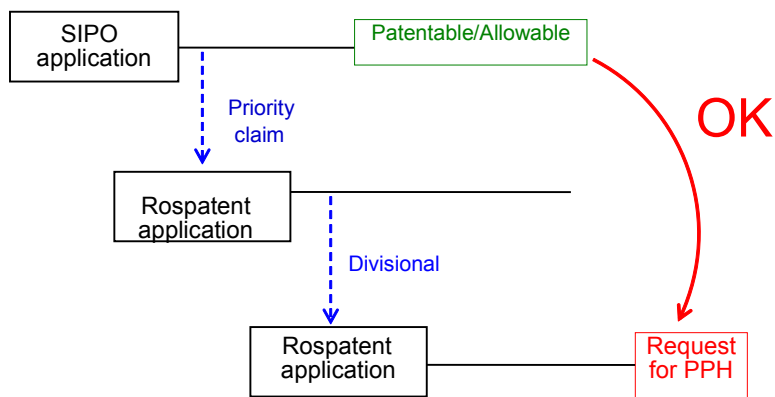 SIPO
application
Patentable/Allowable
OK
Priority
claim
Rospatent
application
Divisional
Rospatent
application
Request
for PPH